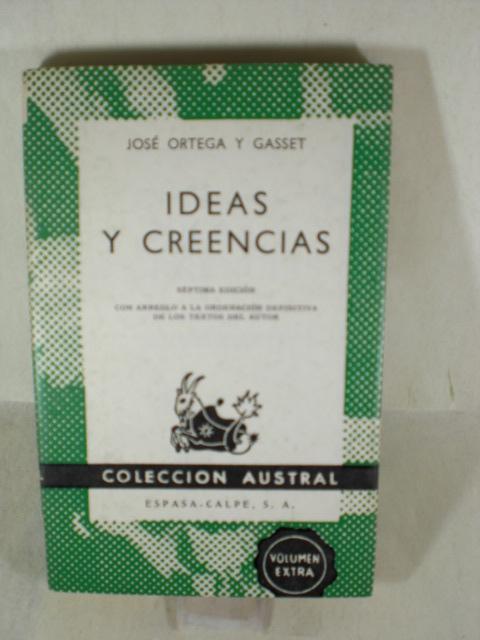 JOSÉ ORTEGA Y GASSET
IDEAS
Y CREENCIAS
SÉPTIMA EDICIÓN
CON ARREGLO A LA ORDENACIÓN DEFINITIVA
DE LOS TEXTOS DEL AUTOR
COLECCION AUSTRAL
ESPASA-CALPE, S. A.
VOLUMEN
EXTRA